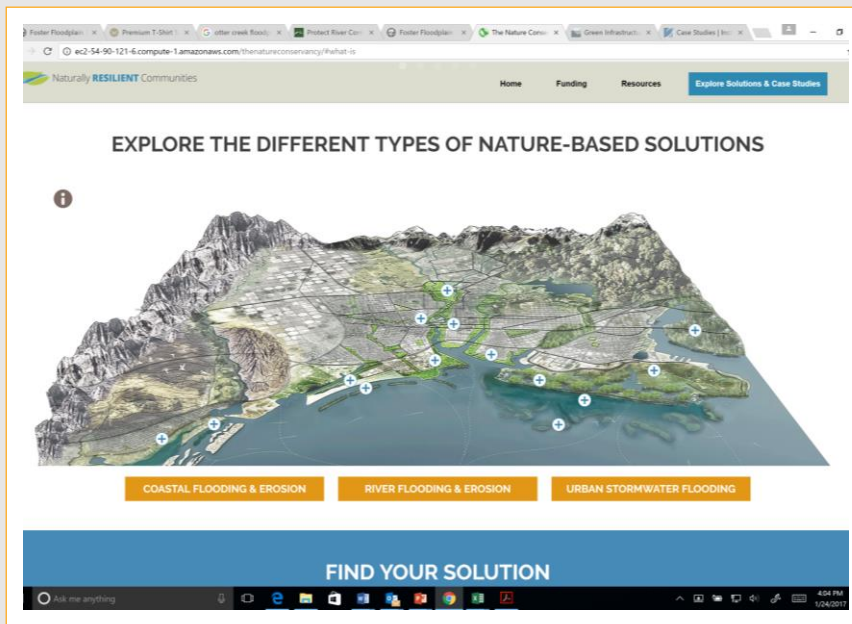 Foster Floodplain
Premium T-Shirt
otter creek floodp
Protect River Cor
Foster Floodplain
The Nature Conse
Green Infrastructu
Case Studies | Inc
ec2-54-90-121-6.compute-1.amazonaws.com/thenatureconservancy/#what-is
Naturally RESILIENT Communities
Home
Funding
Resources
Explore Solutions & Case Studies
EXPLORE THE DIFFERENT TYPES OF NATURE-BASED SOLUTIONS
COASTAL FLOODING & EROSION
RIVER FLOODING & EROSION
URBAN STORMWATER FLOODING
FIND YOUR SOLUTION
Ask me anything
4:04 PM
1/24/2017